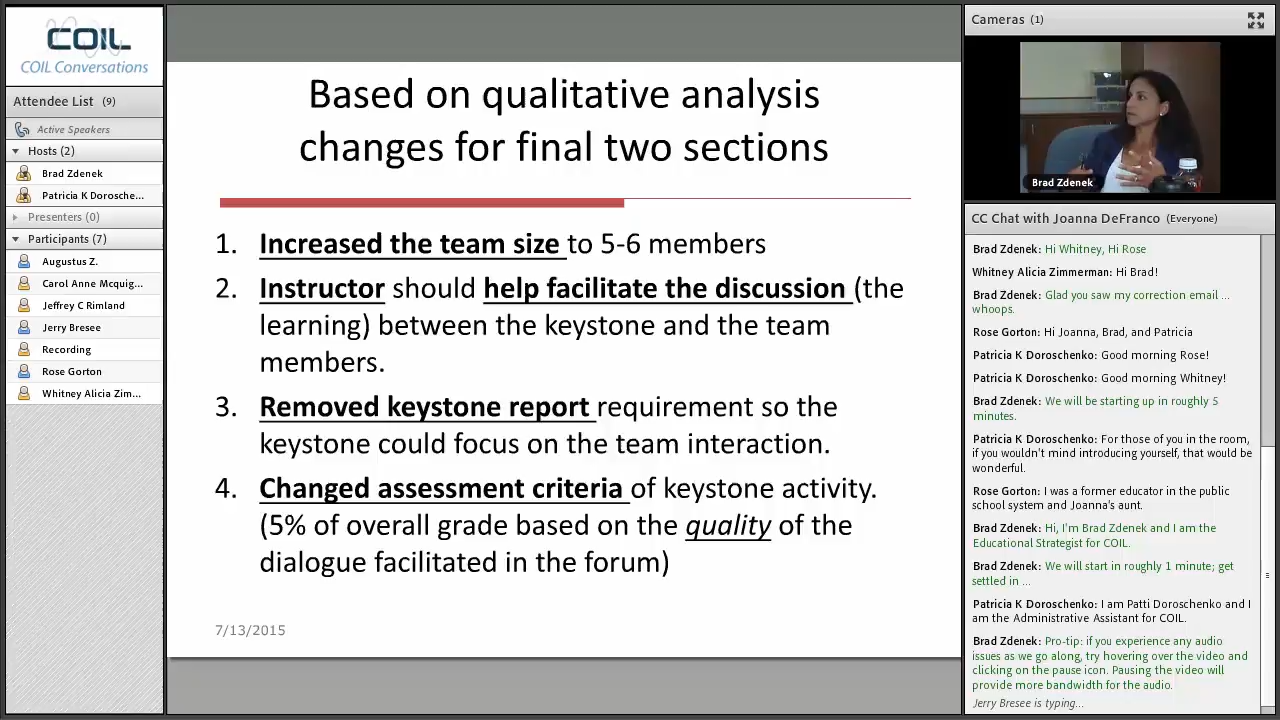 COIL
COIL Conversations
Attendee List (9)
Active Speakers
Hosts (2)
Brad Zdenek
Patricia K Dorosche...
Presenters (0)
Participants (7)
Augustus Z.
Carol Anne Mcquig...
Jeffrey C Rimland
Jerry Bresee
Recording
Rose Gorton
Whitney Alicia Zim...
Based on qualitative analysis
changes for final two sections
1. Increased the team size to 5-6 members
2. Instructor should help facilitate the discussion (the
learning) between the keystone and the team
members.
3. Removed keystone report requirement so the
keystone could focus on the team interaction.
4. Changed assessment criteria of keystone activity.
(5% of overall grade based on the quality of the
dialogue facilitated in the forum)
7/13/2015
Cameras (1)
Brad Zdenek
CC Chat with Joanna DeFranco (Everyone)
Brad Zdenek: Hi Whitney, Hi Rose
Whitney Alicia Zimmerman: Hi Brad!
Brad Zdenek: Glad you saw my correction email ...
whoops.
Rose Gorton: Hi Joanna, Brad, and Patricia
Patricia K Doroschenko: Good morning Rose!
Patricia K Doroschenko: Good morning Whitney!
Brad Zdenek: We will be starting up in roughly 5
minutes.
Patricia K Doroschenko: For those of you in the room,
if you wouldn't mind introducing yourself, that would be
wonderful.
Rose Gorton: I was a former educator in the public
school system and Joanna's aunt.
Brad Zdenek: Hi, I'm Brad Zdenek and I am the
Educational Strategist for COIL.
Brad Zdenek: We will start in roughly 1 minute; get
settled in ...
Patricia K Doroschenko: I am Patti Doroschenko and I
am the Administrative Assistant for COIL.
Brad Zdenek: Pro-tip: if you experience any audio
issues as we go along, try hovering over the video and
clicking on the pause icon. Pausing the video will
provide more bandwidth for the audio.
Jerry Bresee is typing...